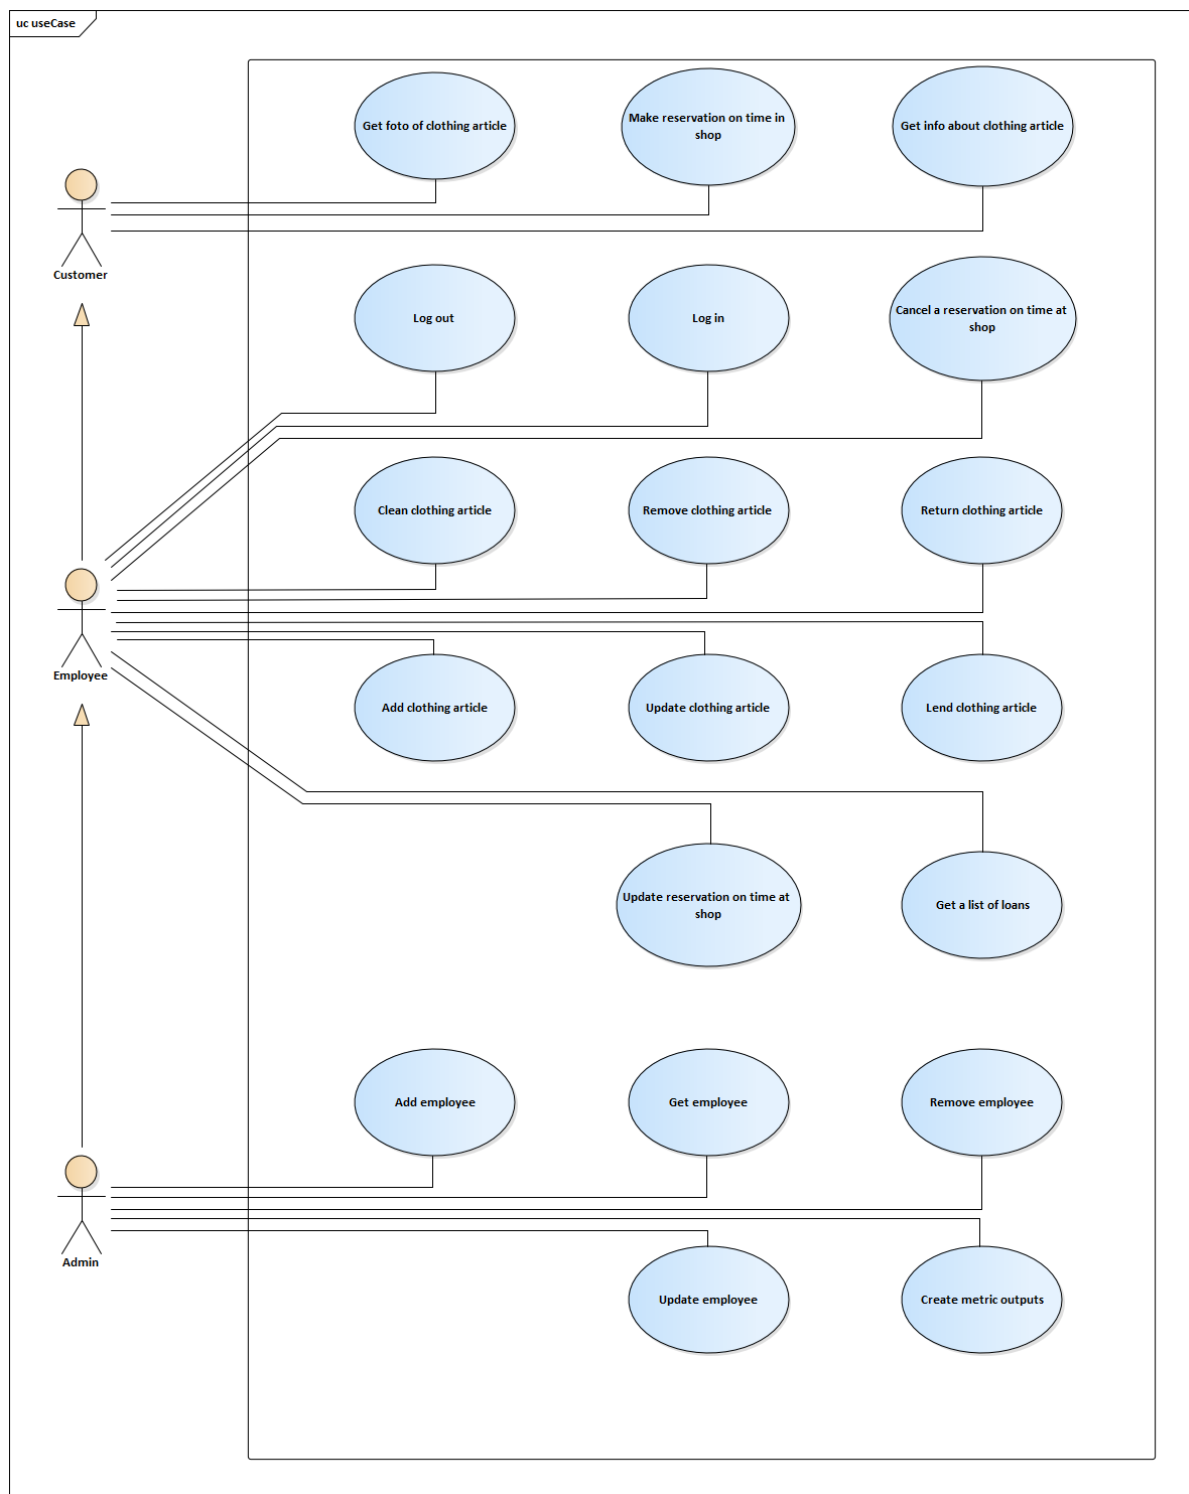 uc useCase
Get foto of clothing article
Make reservation on time in
shop
Get info about clothing article
Customer
Log out
Log in
Cancel a reservation on time at
shop
Clean clothing article
Remove clothing article
Return clothing article
Employee
Add clothing article
Update clothing article
Lend clothing article
Update reservation on time at
shop
Get a list of loans
Add employee
Get employee
Remove employee
Admin
Update employee
Create metric outputs